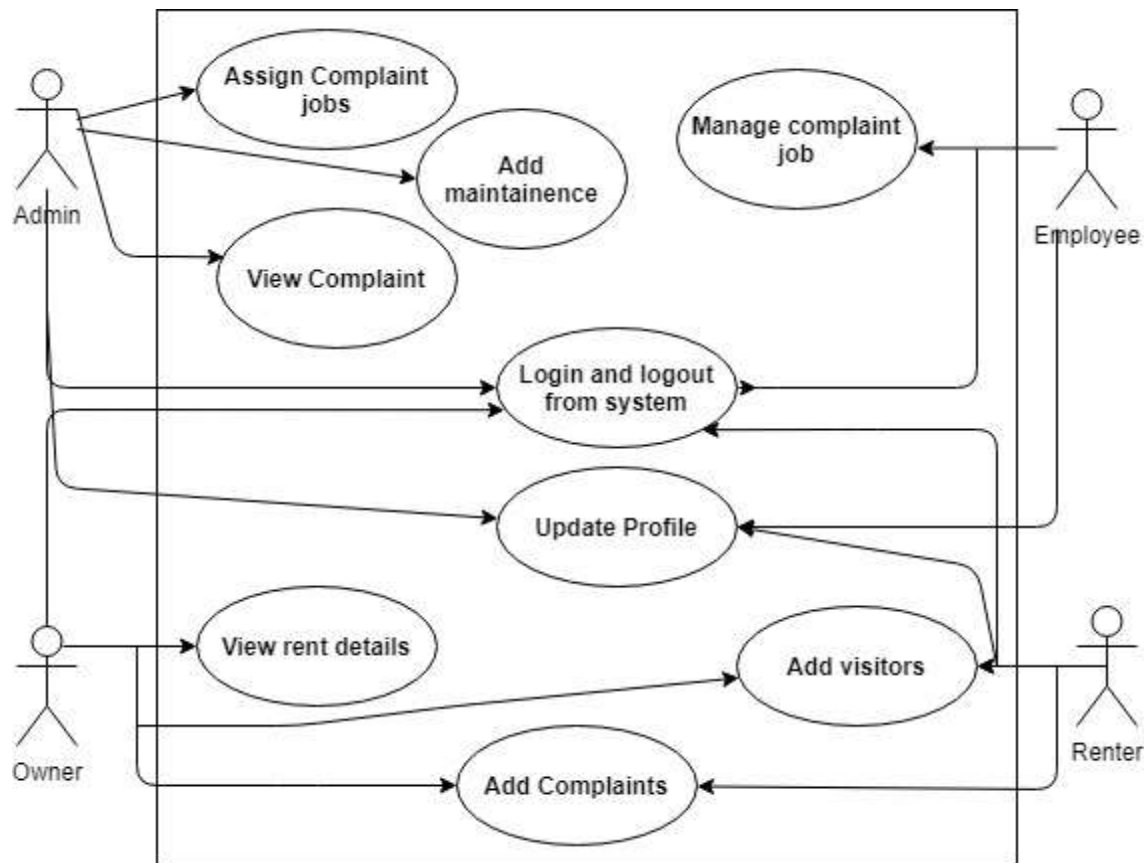 Assign Complaint
jobs
Manage complaint
job
Add
maintainence
Admin
Employee
View Complaint
Login and logout
from system
Update Profile
View rent details
Add visitors
Owner
Renter
Add Complaints